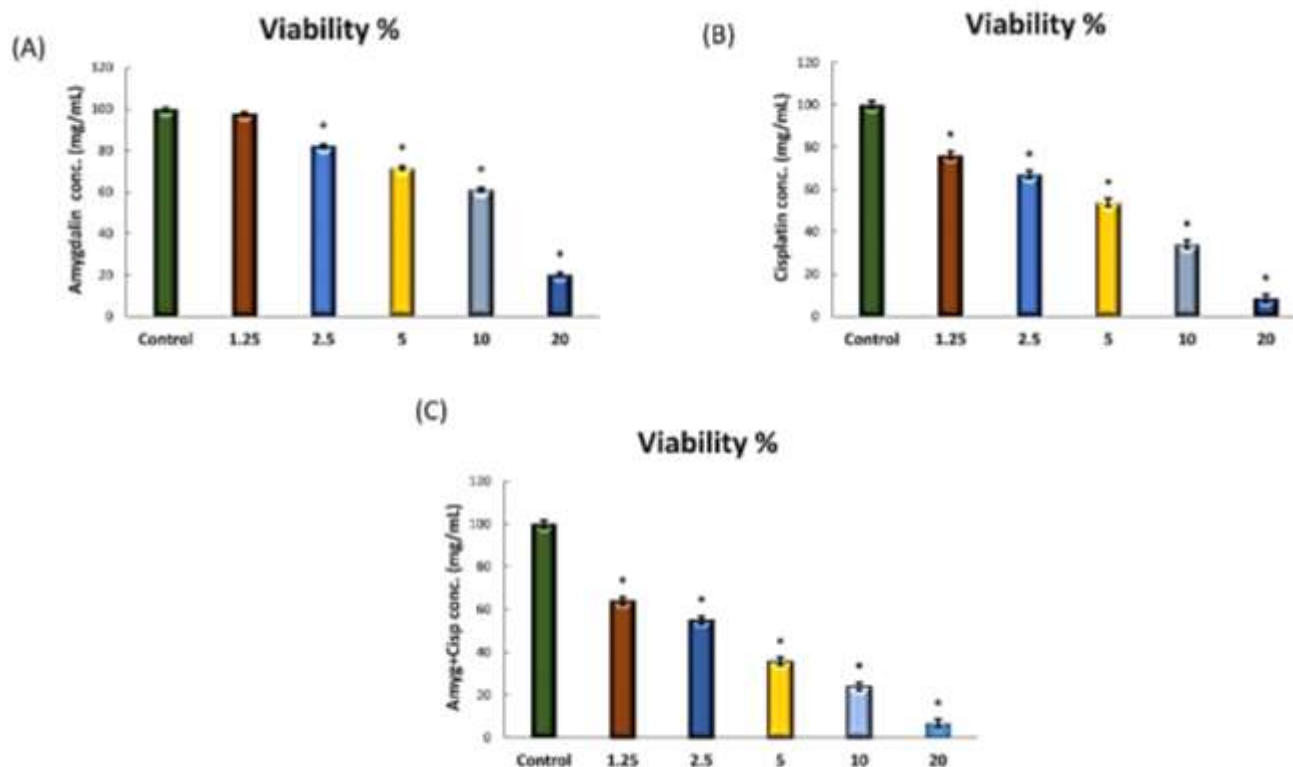 (A)
Viability %
Amygdalin conc. (mg/mL)
120
100
80
60
40
20
0
*
*
*
*
Control 1.25 2.5 5 10 20
(B)
Viability %
Cisplatin conc. (mg/mL)
120
100
80
60
40
20
0
*
*
*
*
*
Control 1.25 2.5 5 10 20
(C)
Viability %
Amyg+Cisp conc. (mg/mL)
120
100
80
60
40
20
0
*
*
*
*
*
Control 1.25 2.5 5 10 20